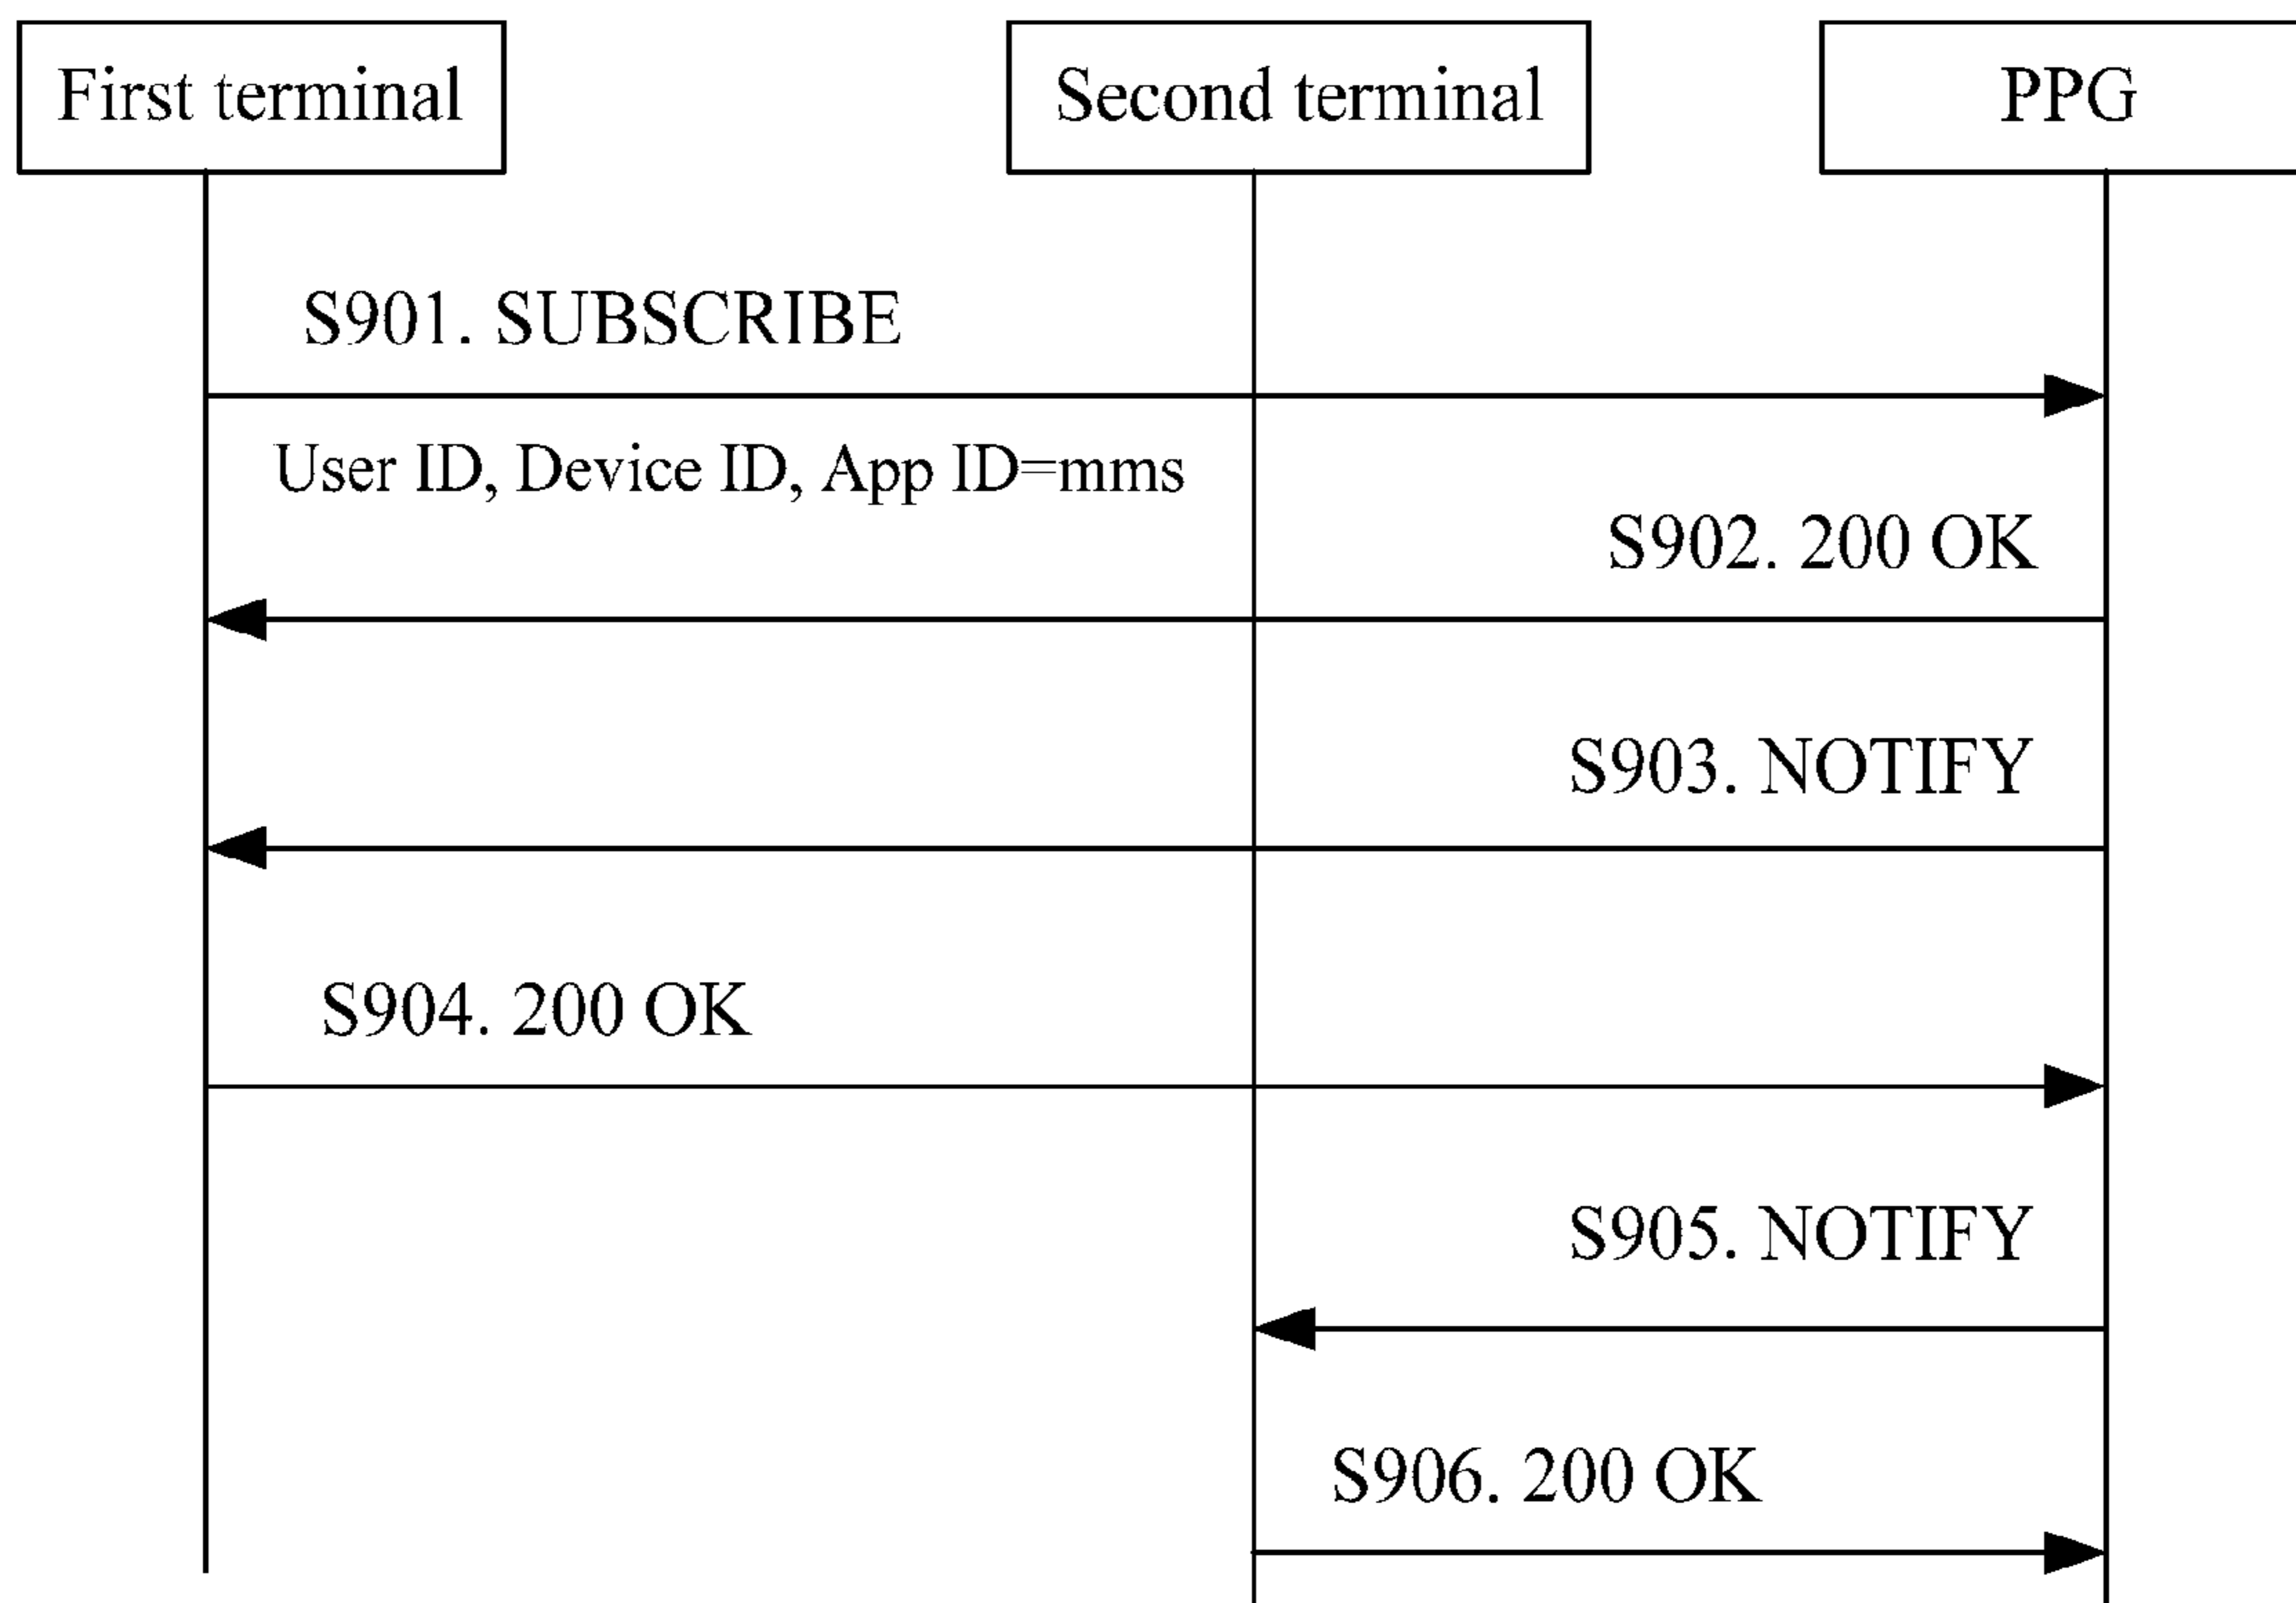 First terminal
Second terminal
PPG
S901. SUBSCRIBE
User ID, Device ID, App ID=mms
S902. 200 OK
S903. NOTIFY
S904. 200 OK
S905. NOTIFY
S906. 200 OK